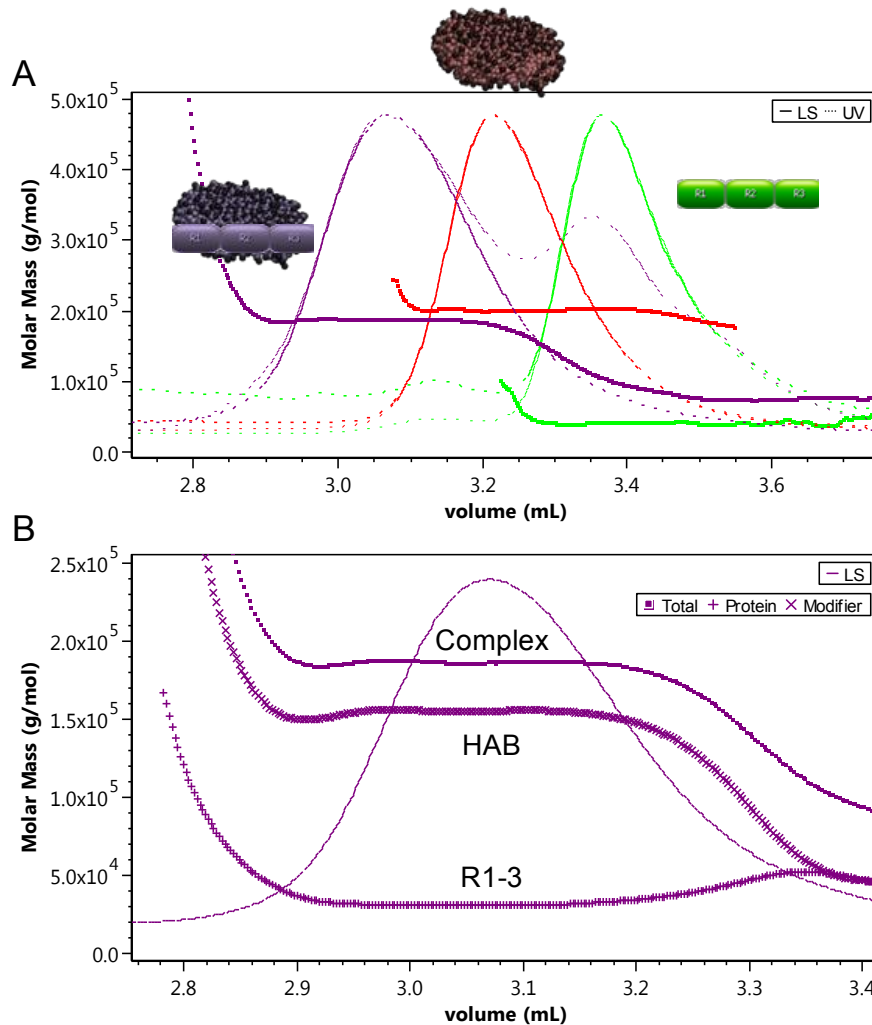 A
5.0x10⁵
4.0x10⁵
3.0x10⁵
2.0x10⁵
1.0x10⁵
0.0
Molar Mass (g/mol)
LS UV
R1 R2 R3
R1 R2 R3
2.8 3.0 3.2 3.4 3.6
volume (mL)
B
2.5x10⁵
2.0x10⁵
1.5x10⁵
1.0x10⁵
5.0x10⁴
0.0
Molar Mass (g/mol)
LS
Total Protein Modifier
Complex
HAB
R1-3
2.8 2.9 3.0 3.1 3.2 3.3 3.4
volume (mL)